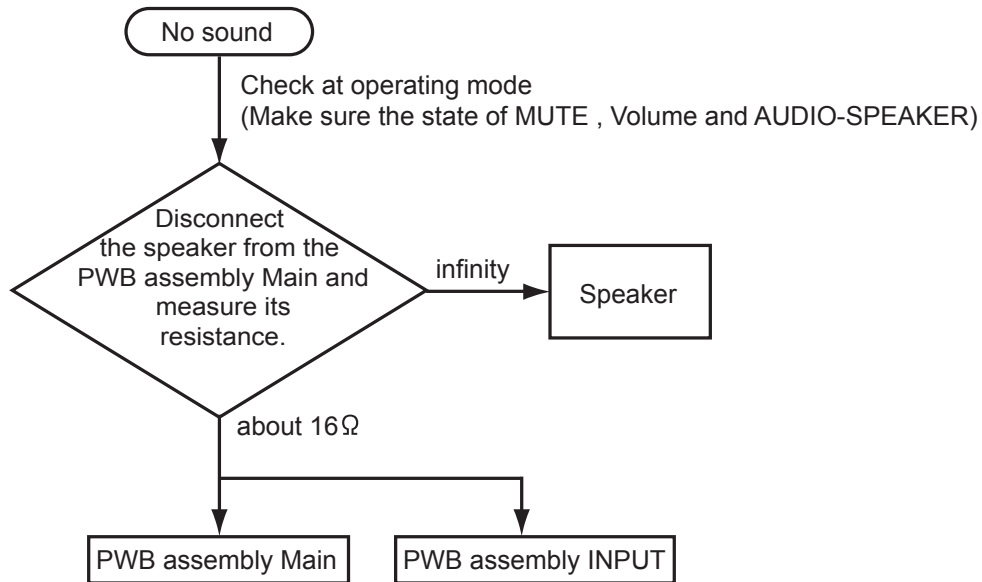 No sound
Check at operating mode
(Make sure the state of MUTE , Volume and AUDIO-SPEAKER)
Disconnect
the speaker from the
PWB assembly Main and
measure its
resistance.
infinity
Speaker
about 16Ω
PWB assembly Main
PWB assembly INPUT